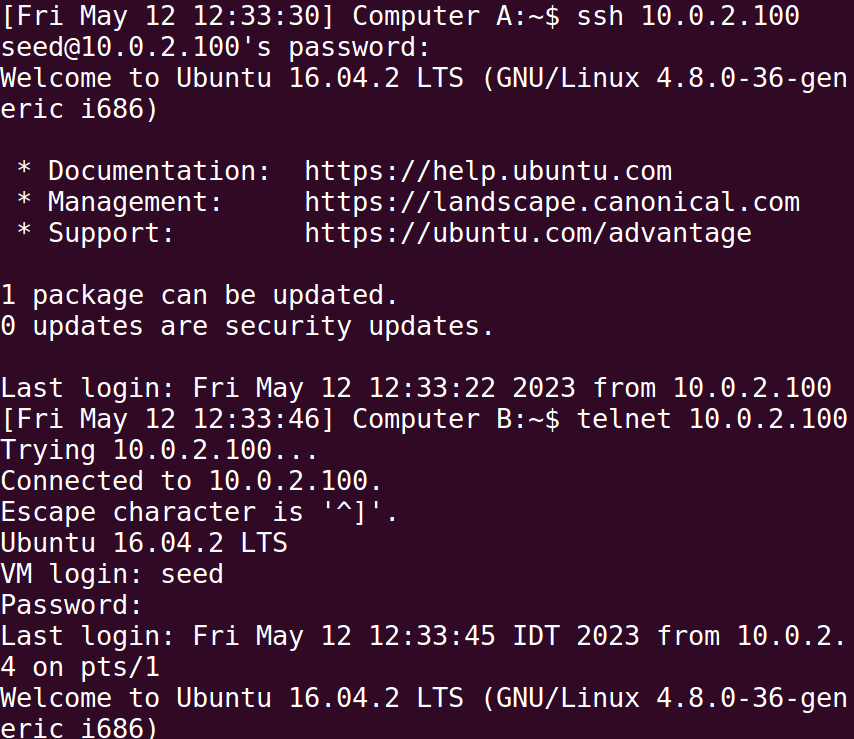 [Fri May 12 12:33:30] Computer A:~$ ssh 10.0.2.100
seed@10.0.2.100's password:
Welcome to Ubuntu 16.04.2 LTS (GNU/Linux 4.8.0-36-gen
eric i686)

 * Documentation:  https://help.ubuntu.com
 * Management:     https://landscape.canonical.com
 * Support:        https://ubuntu.com/advantage

1 package can be updated.
0 updates are security updates.

Last login: Fri May 12 12:33:22 2023 from 10.0.2.100
[Fri May 12 12:33:46] Computer B:~$ telnet 10.0.2.100
Trying 10.0.2.100...
Connected to 10.0.2.100.
Escape character is '^]'.
Ubuntu 16.04.2 LTS
VM login: seed
Password:
Last login: Fri May 12 12:33:45 IDT 2023 from 10.0.2.
4 on pts/1
Welcome to Ubuntu 16.04.2 LTS (GNU/Linux 4.8.0-36-gen
eric i686)